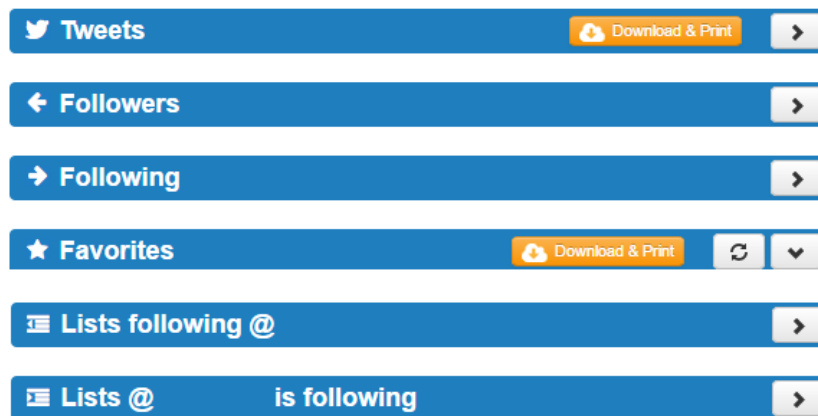 Tweets Download & Print
Followers
Following
Favorites Download & Print
Lists following @
Lists @ is following